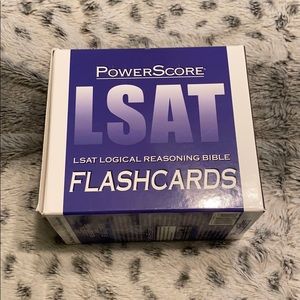 POWERSCORE
LSAT
LSAT LOGICAL REASONING BIBLE
FLASHCARDS